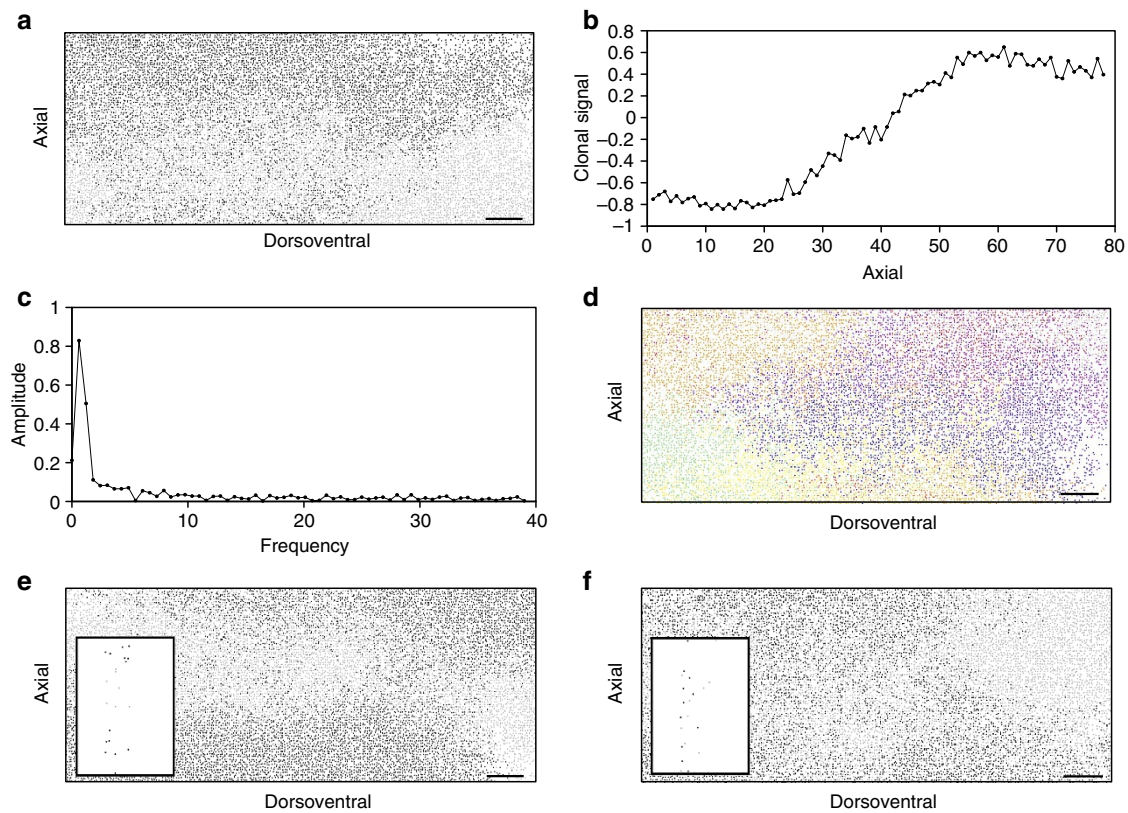 a
Axial
Dorsoventral
b
Clonal signal
0.8
0.6
0.4
0.2
0
–0.2
–0.4
–0.6
–0.8
–1
0 10 20 30 40 50 60 70 80
Axial
c
Amplitude
1
0.8
0.6
0.4
0.2
0
0 10 20 30 40
Frequency
d
Axial
Dorsoventral
e
Axial
Dorsoventral
f
Axial
Dorsoventral